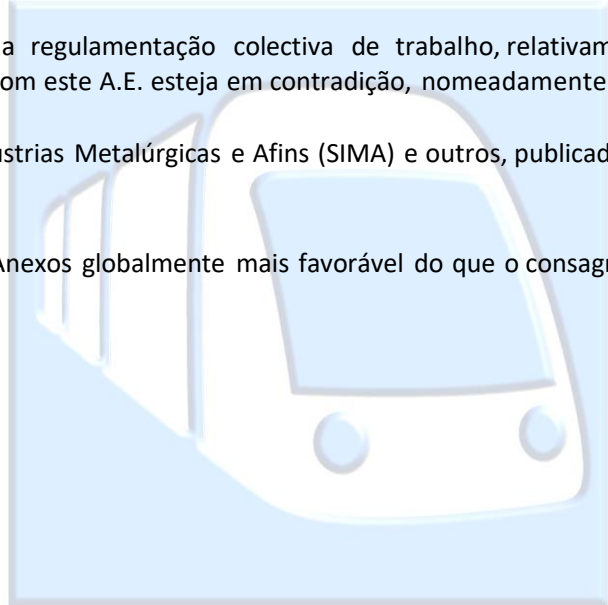 a regulamentação colectiva de trabalho, relativam
om este A.E. esteja em contradição, nomeadamente
ustrias Metalúrgicas e Afins (SIMA) e outros, publicad
Anexos globalmente mais favorável do que o consagr